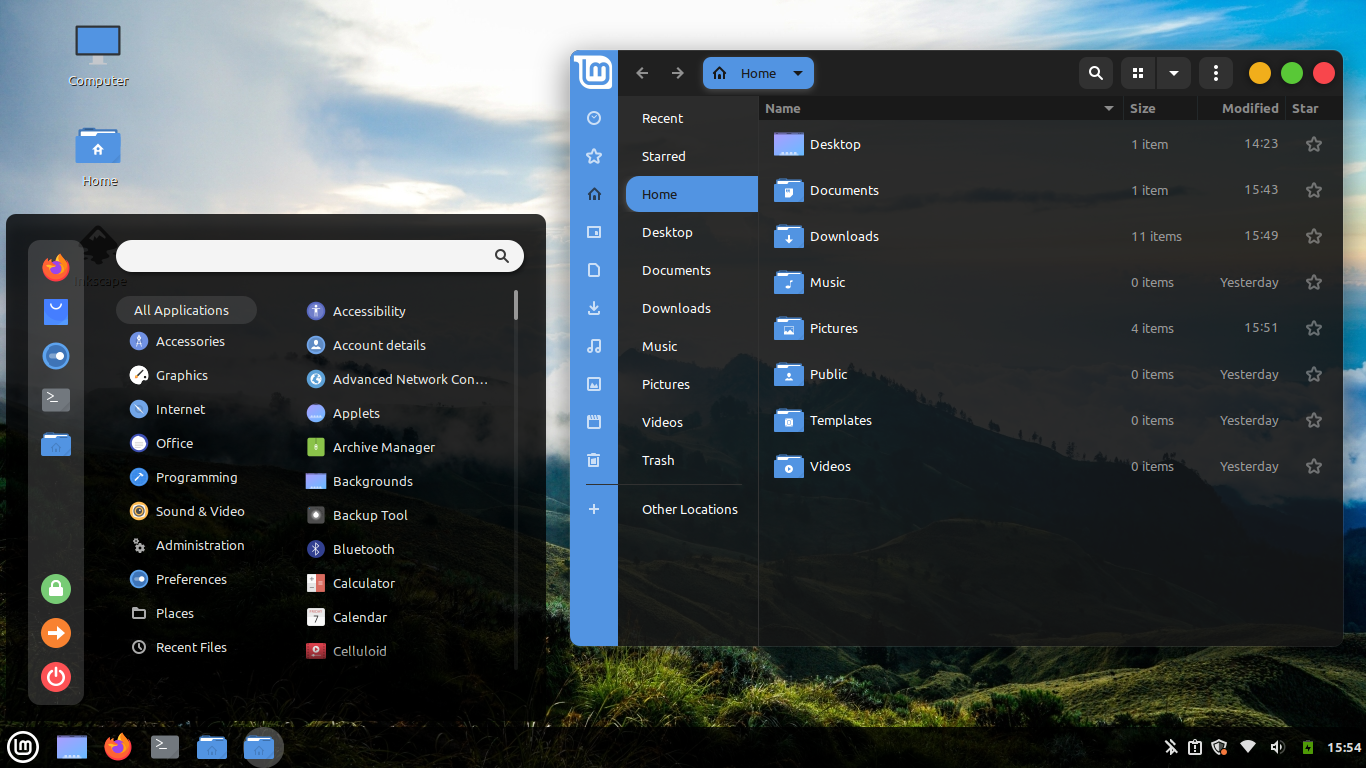 Computer
Home
Inkscape
All Applications
Accessories
Graphics
Internet
Office
Programming
Sound & Video
Administration
Preferences
Places
Recent Files
Accessibility
Account details
Advanced Network Con...
Applets
Archive Manager
Backgrounds
Backup Tool
Bluetooth
Calculator
7
Calendar
Celluloid
Home
Recent
Starred
Home
Desktop
Documents
Downloads
Music
Pictures
Videos
Trash
Other Locations
Name Size Modified Star
Desktop 1 item 14:23
Documents 1 item 15:43
Downloads 11 items 15:49
Music 0 items Yesterday
Pictures 4 items 15:51
Public 0 items Yesterday
Templates 0 items Yesterday
Videos 0 items Yesterday
15:54